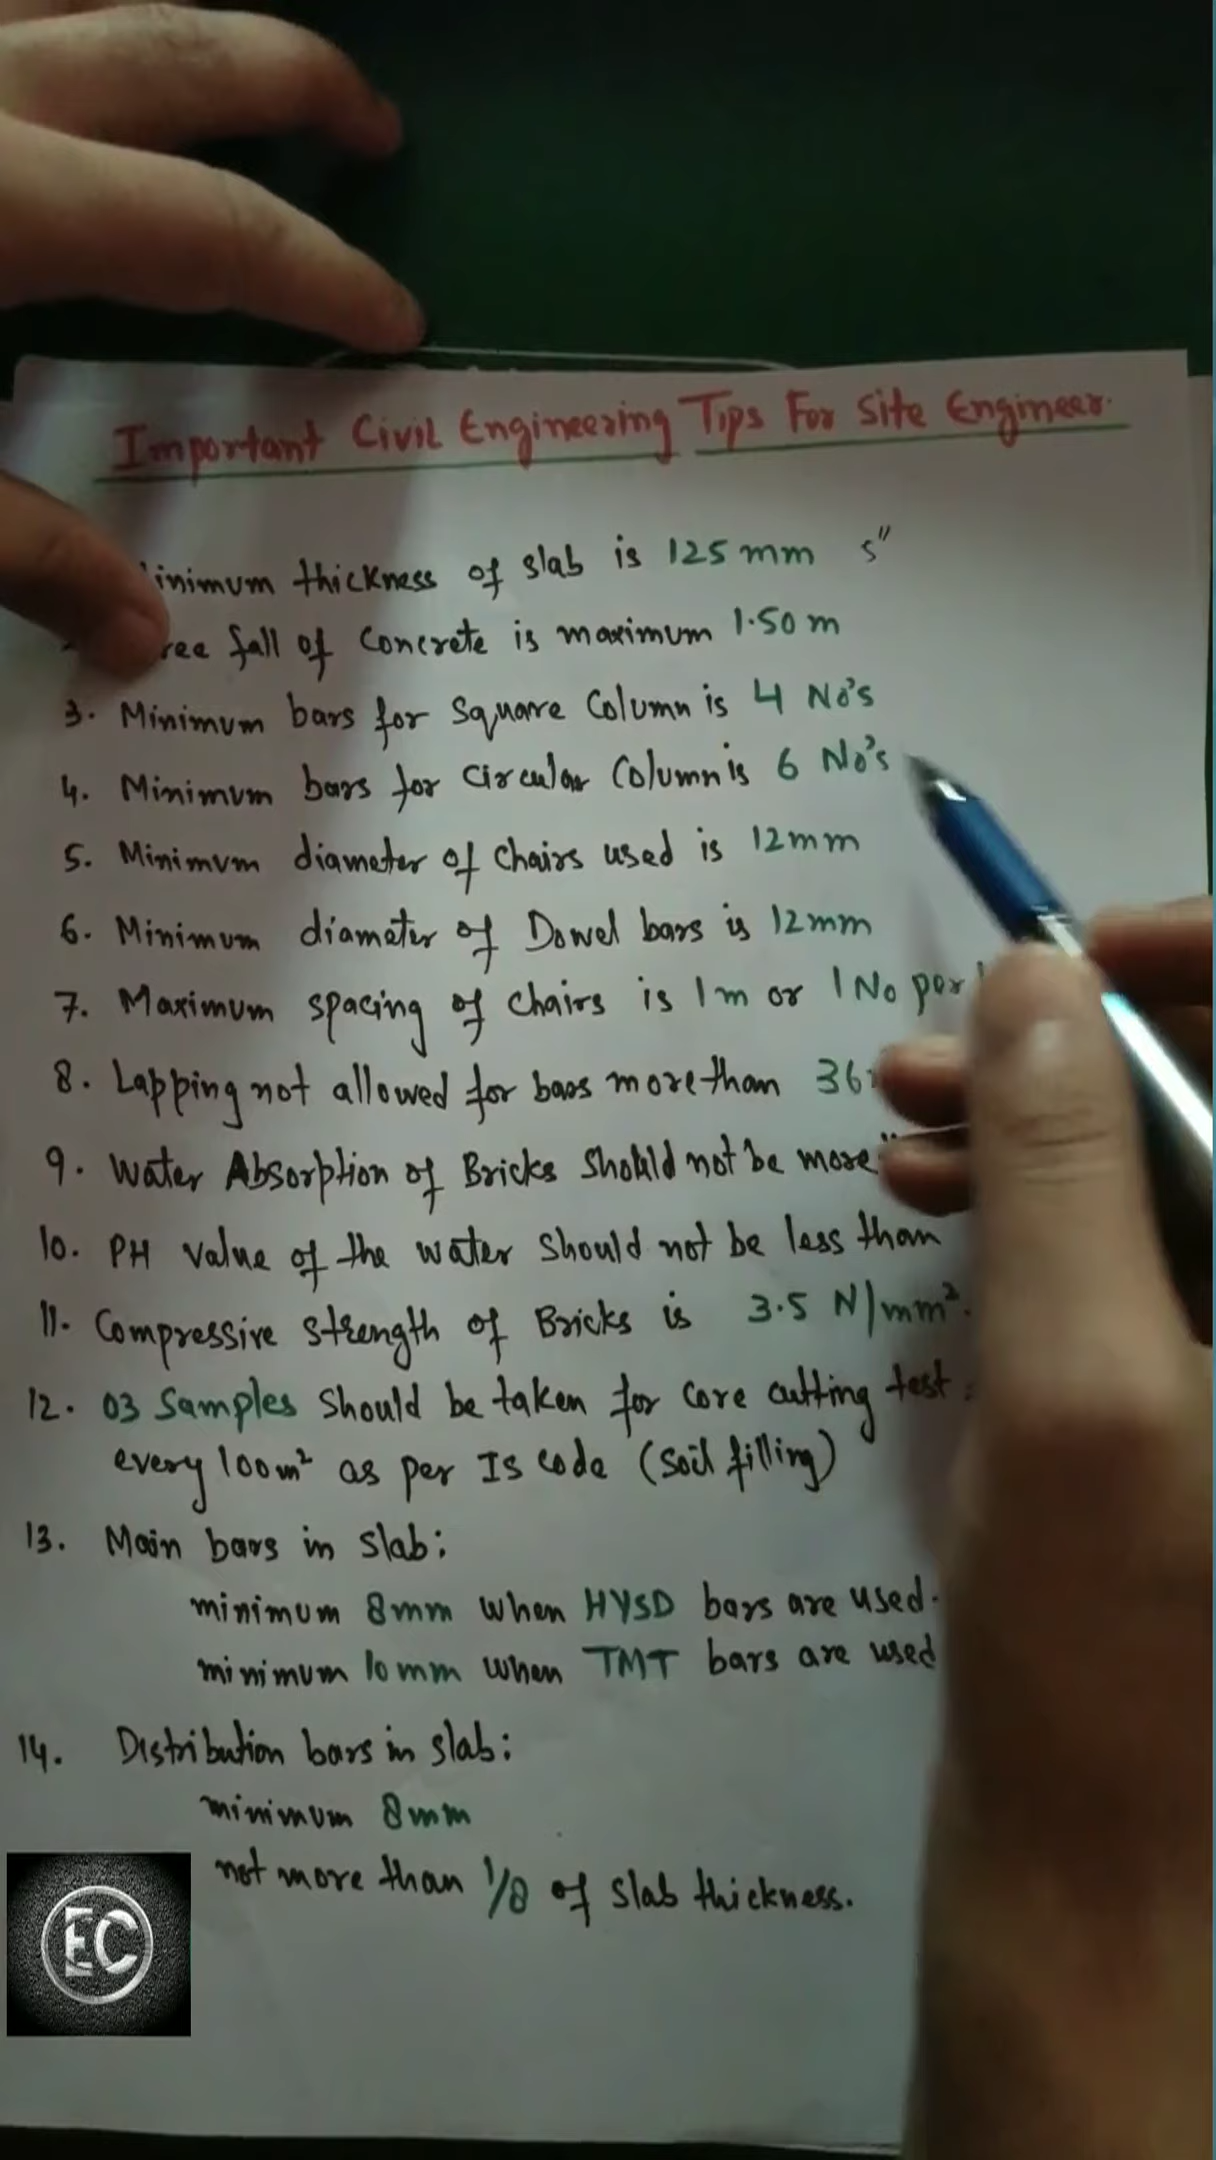 Important Civil Engineering Tips For Site Engineer.
inimum thickness of slab is 125 mm 5"
ree fall of Concrete is maximum 1.50 m
3. Minimum bars for Square Column is 4 No's
4. Minimum bars for Circular Column is 6 No's
5. Minimum diameter of Chairs used is 12mm
6. Minimum diameter of Dowel bars is 12mm
7. Maximum spacing of chairs is 1m or 1 No per
8. Lapping not allowed for bars more than 36
9. Water Absorption of Bricks Should not be more
10. PH value of the water Should not be less than
11. Compressive strength of Bricks is 3.5 N/mm².
12. 03 Samples Should be taken for core cutting test
every 100m² as per Is code (soil filling)
13. Main bars in slab:
minimum 8mm when HYSD bars are used.
minimum 10mm when TMT bars are used
14. Distribution bars in slab:
minimum 8mm
not more than 1/8 of slab thickness.
EC